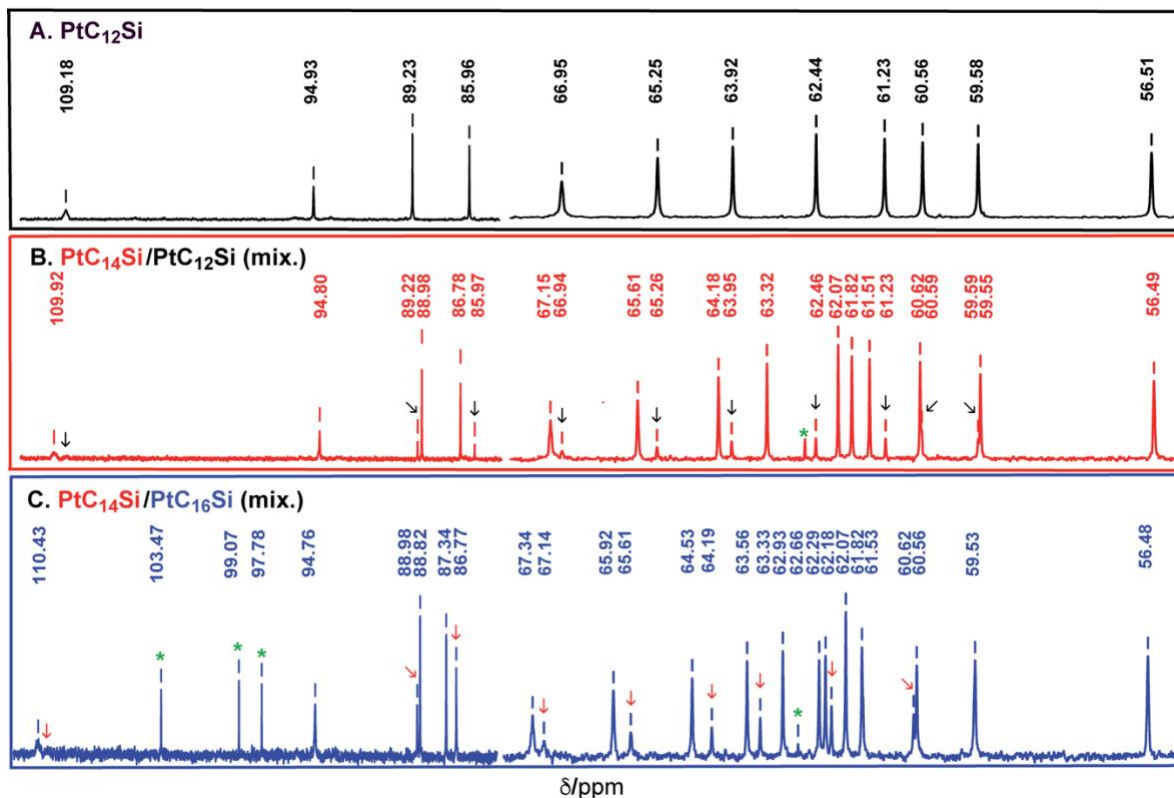 A. PtC₁₂Si
109.18 94.93 89.23 85.96 66.95 65.25 63.92 62.44 61.23 60.56 59.58 56.51
B. PtC₁₄Si/PtC₁₂Si (mix.)
109.92 94.80 89.22 88.98 86.78 85.97 67.15 66.94 65.61 65.26 64.18 63.95 63.32 62.46 62.07 61.82 61.51 61.23 60.62 60.59 59.59 59.55 56.49
*
C. PtC₁₄Si/PtC₁₆Si (mix.)
110.43 103.47 99.07 97.78 94.76 88.98 88.82 87.34 86.77 67.34 67.14 65.92 65.61 64.53 64.19 63.56 63.33 62.93 62.66 62.29 62.18 62.07 61.82 61.53 60.62 60.56 59.53 56.48
* * * *
δ/ppm